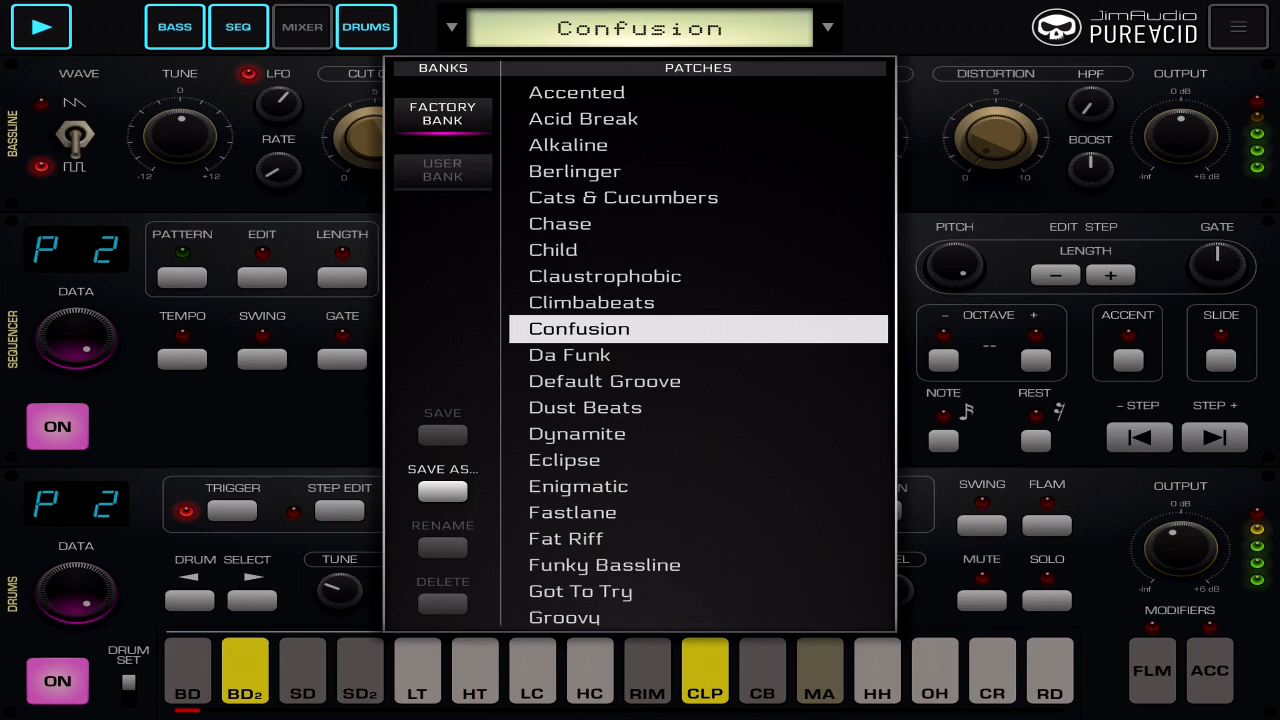 BASS SEQ MIXER DRUMS
Confusion
JimAudio
PUREACID
BASSLINE
WAVE
TUNE
0
-12 +12
LFO
RATE
CUT
5
0
DISTORTION
5
0 10
HPF
BOOST
OUTPUT
0 dB
-Inf +6 dB
BANKS
PATCHES
FACTORY
BANK
USER
BANK
SAVE
SAVE AS...
RENAME
DELETE
Accented
Acid Break
Alkaline
Berlinger
Cats & Cucumbers
Chase
Child
Claustrophobic
Climbabeats
Confusion
Da Funk
Default Groove
Dust Beats
Dynamite
Eclipse
Enigmatic
Fastlane
Fat Riff
Funky Bassline
Got To Try
Groovy
SEQUENCER
P 2
DATA
ON
PATTERN EDIT LENGTH
TEMPO SWING GATE
PITCH
EDIT STEP
LENGTH
- +
GATE
- OCTAVE +
--
ACCENT
SLIDE
NOTE
REST
- STEP STEP +
DRUMS
P 2
DATA
ON
TRIGGER STEP EDIT
DRUM SELECT
TUNE
DRUM
SET
SWING FLAM
MUTE SOLO
OUTPUT
0 dB
-Inf +6 dB
MODIFIERS
BD BD2 SD SD2 LT HT LC HC RIM CLP CB MA HH OH CR RD
FLM ACC